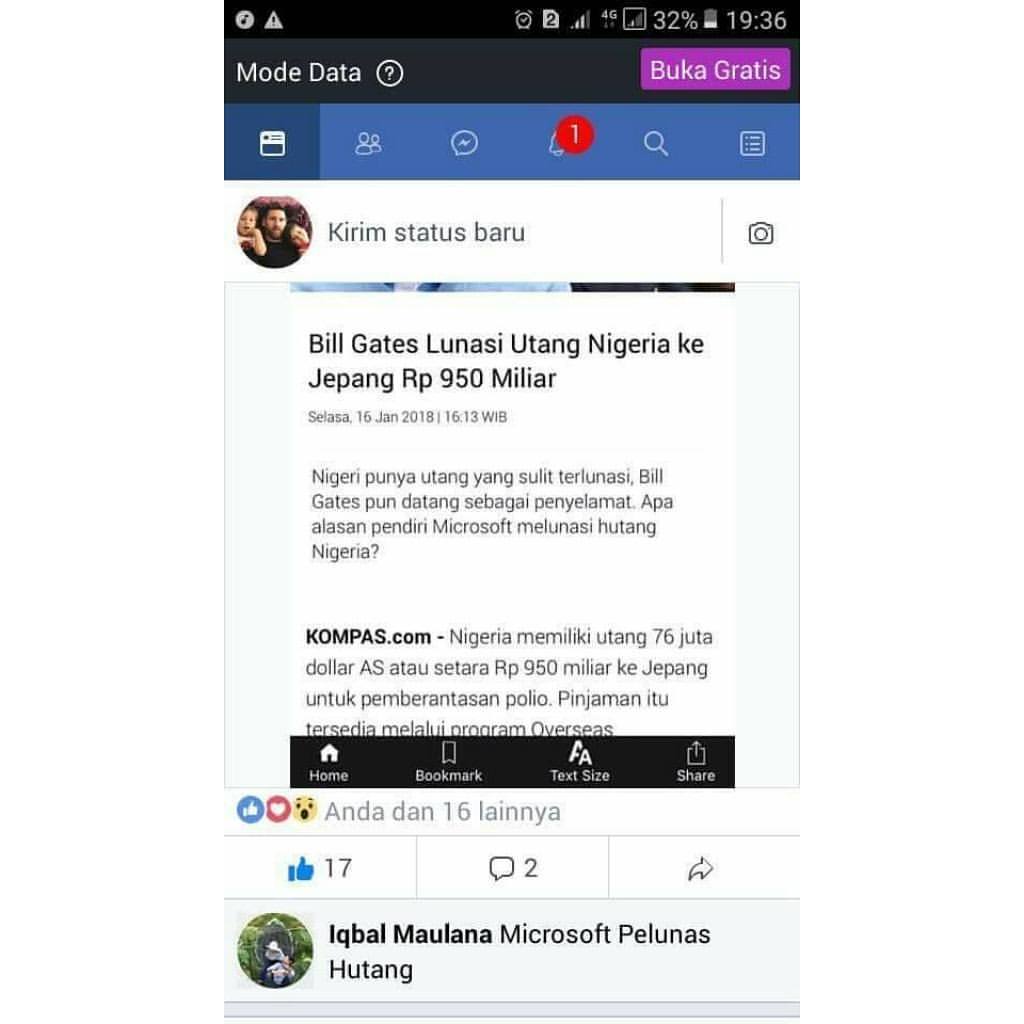 2 4G 32% 19:36
Mode Data ? Buka Gratis
1
Kirim status baru
Bill Gates Lunasi Utang Nigeria ke
Jepang Rp 950 Miliar
Selasa, 16 Jan 2018 | 16:13 WIB
Nigeri punya utang yang sulit terlunasi, Bill
Gates pun datang sebagai penyelamat. Apa
alasan pendiri Microsoft melunasi hutang
Nigeria?
KOMPAS.com - Nigeria memiliki utang 76 juta
dollar AS atau setara Rp 950 miliar ke Jepang
untuk pemberantasan polio. Pinjaman itu
tersedia melalui program Overseas
AA
Home Bookmark Text Size Share
Anda dan 16 lainnya
17 2
Iqbal Maulana Microsoft Pelunas
Hutang